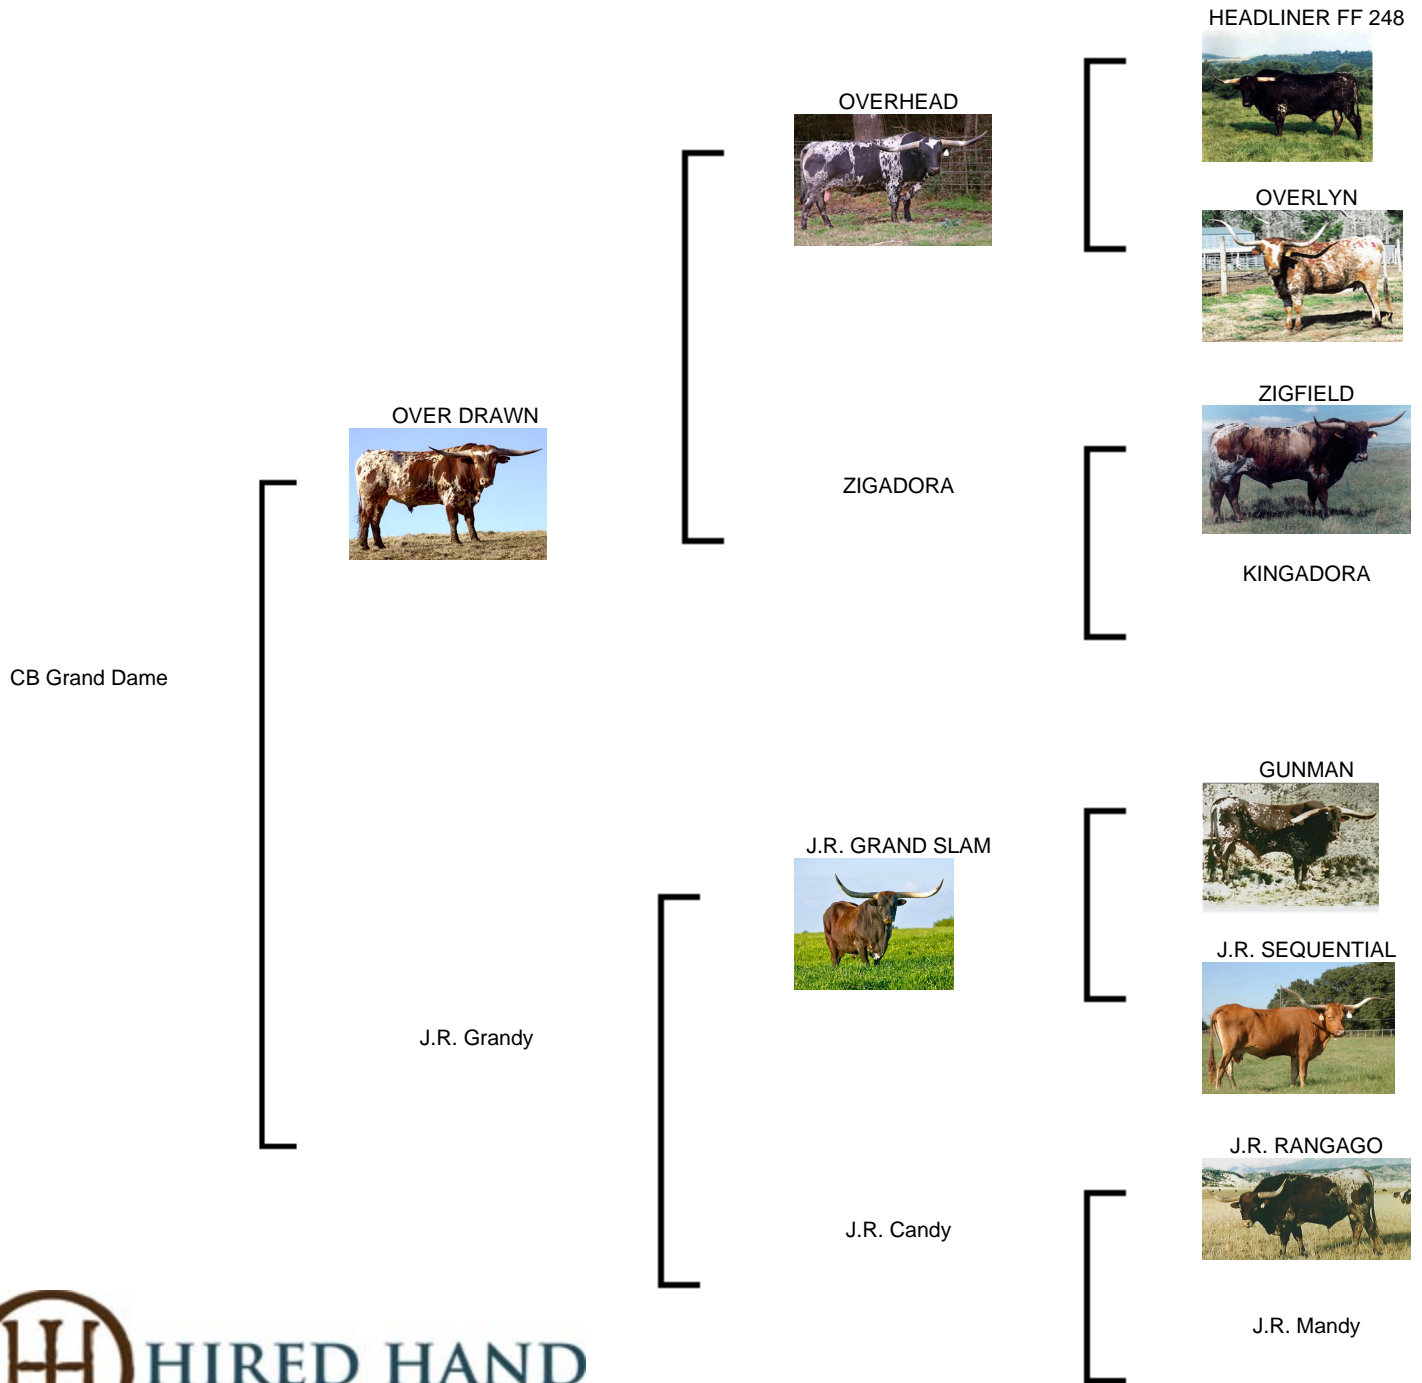 HEADLINER FF 248
OVERHEAD
OVERLYN
ZIGFIELD
OVER DRAWN
ZIGADORA
KINGADORA
CB Grand Dame
GUNMAN
J.R. GRAND SLAM
J.R. SEQUENTIAL
J.R. Grandy
J.R. RANGAGO
J.R. Candy
J.R. Mandy
HIRED HAND